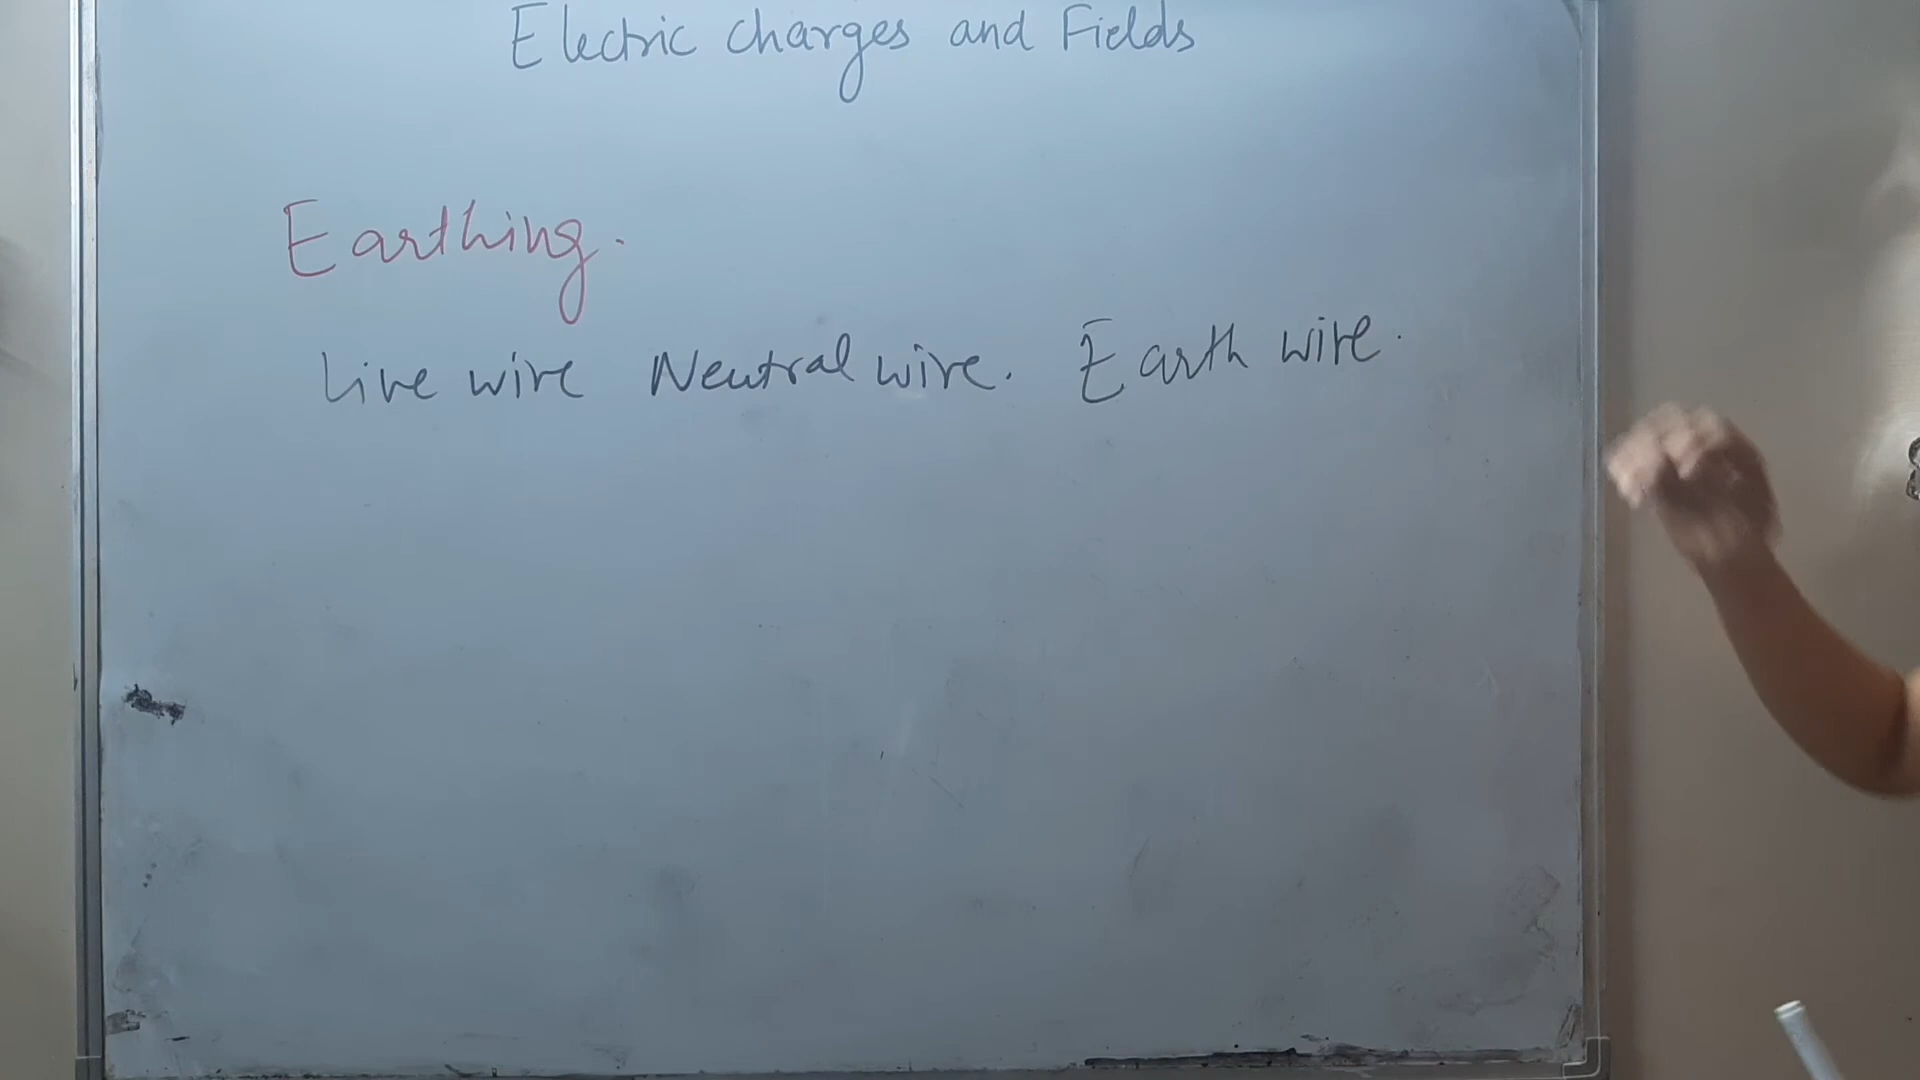 Electric charges and Fields
Earthing.
Live wire Neutral wire. Earth wire.